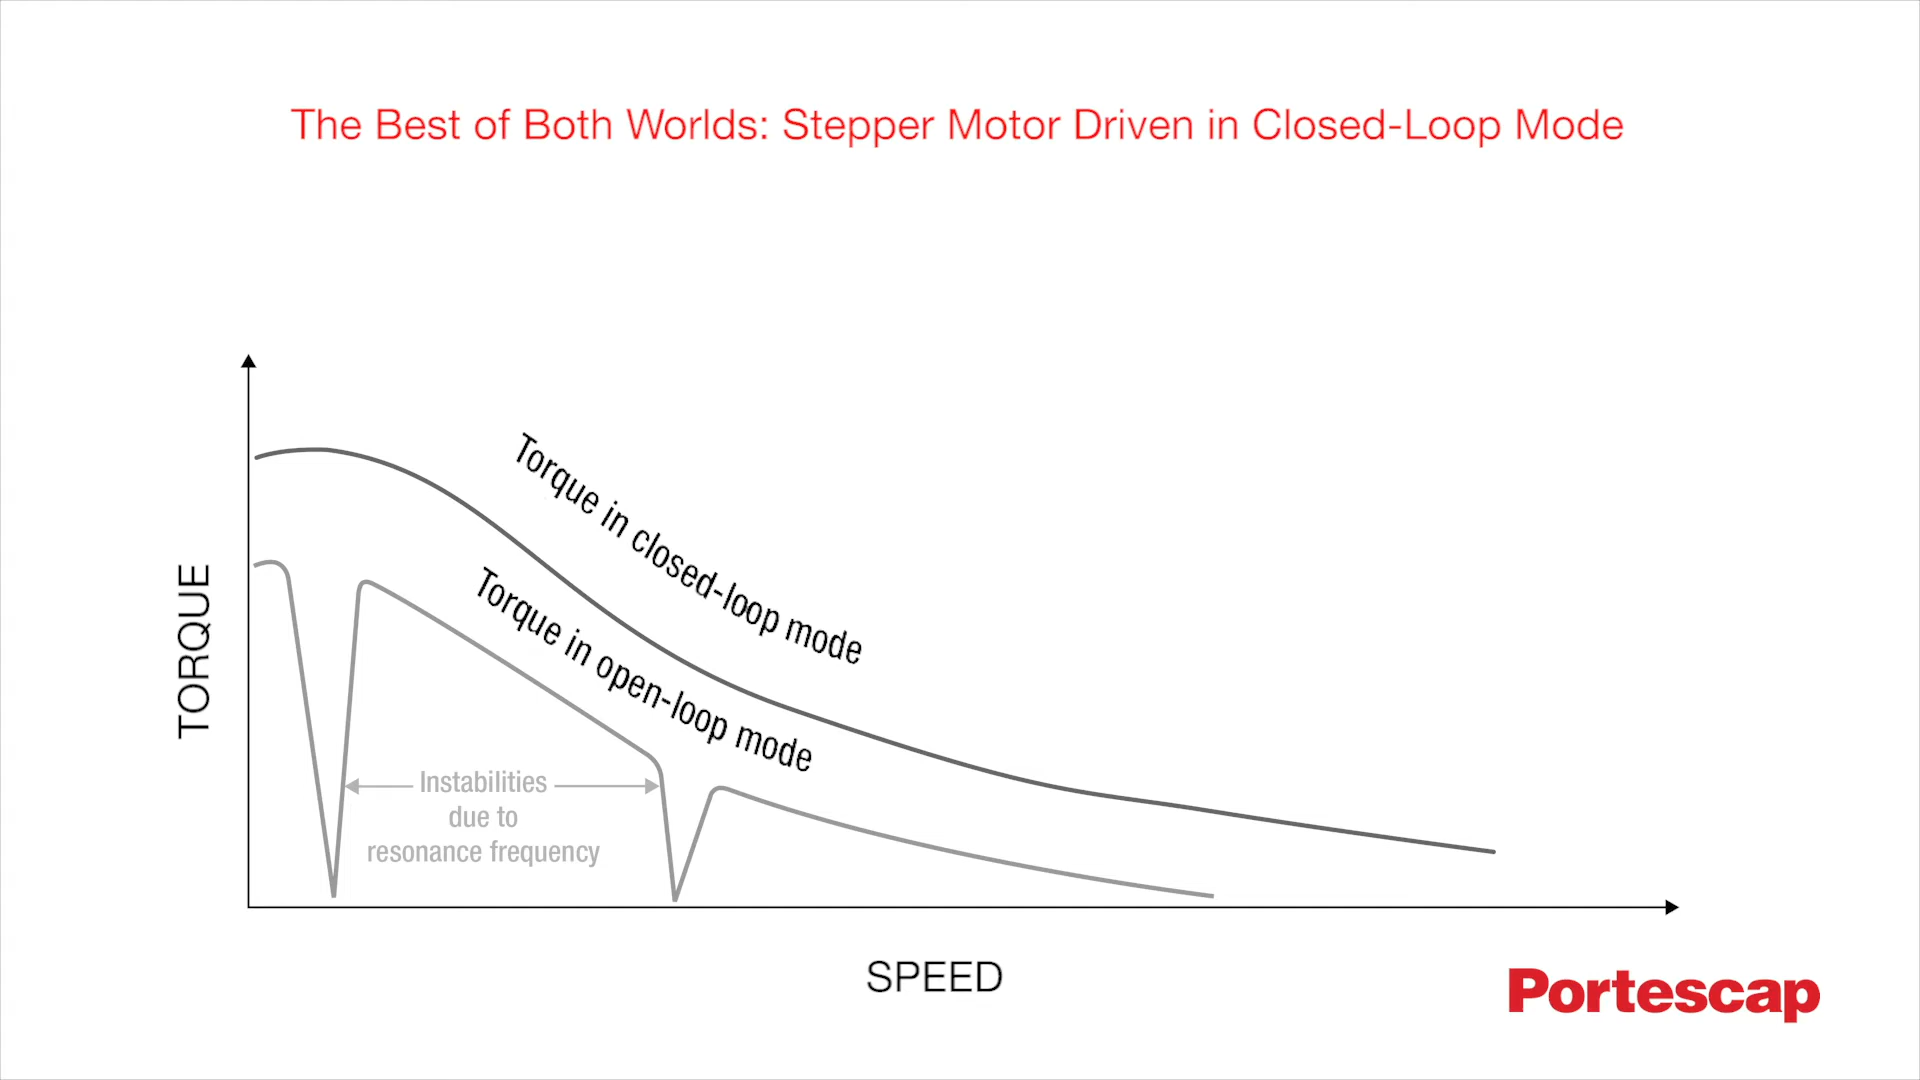 The Best of Both Worlds: Stepper Motor Driven in Closed-Loop Mode
Torque in closed-loop mode
Torque in open-loop mode
TORQUE
Instabilities
due to
resonance frequency
SPEED
Portescap